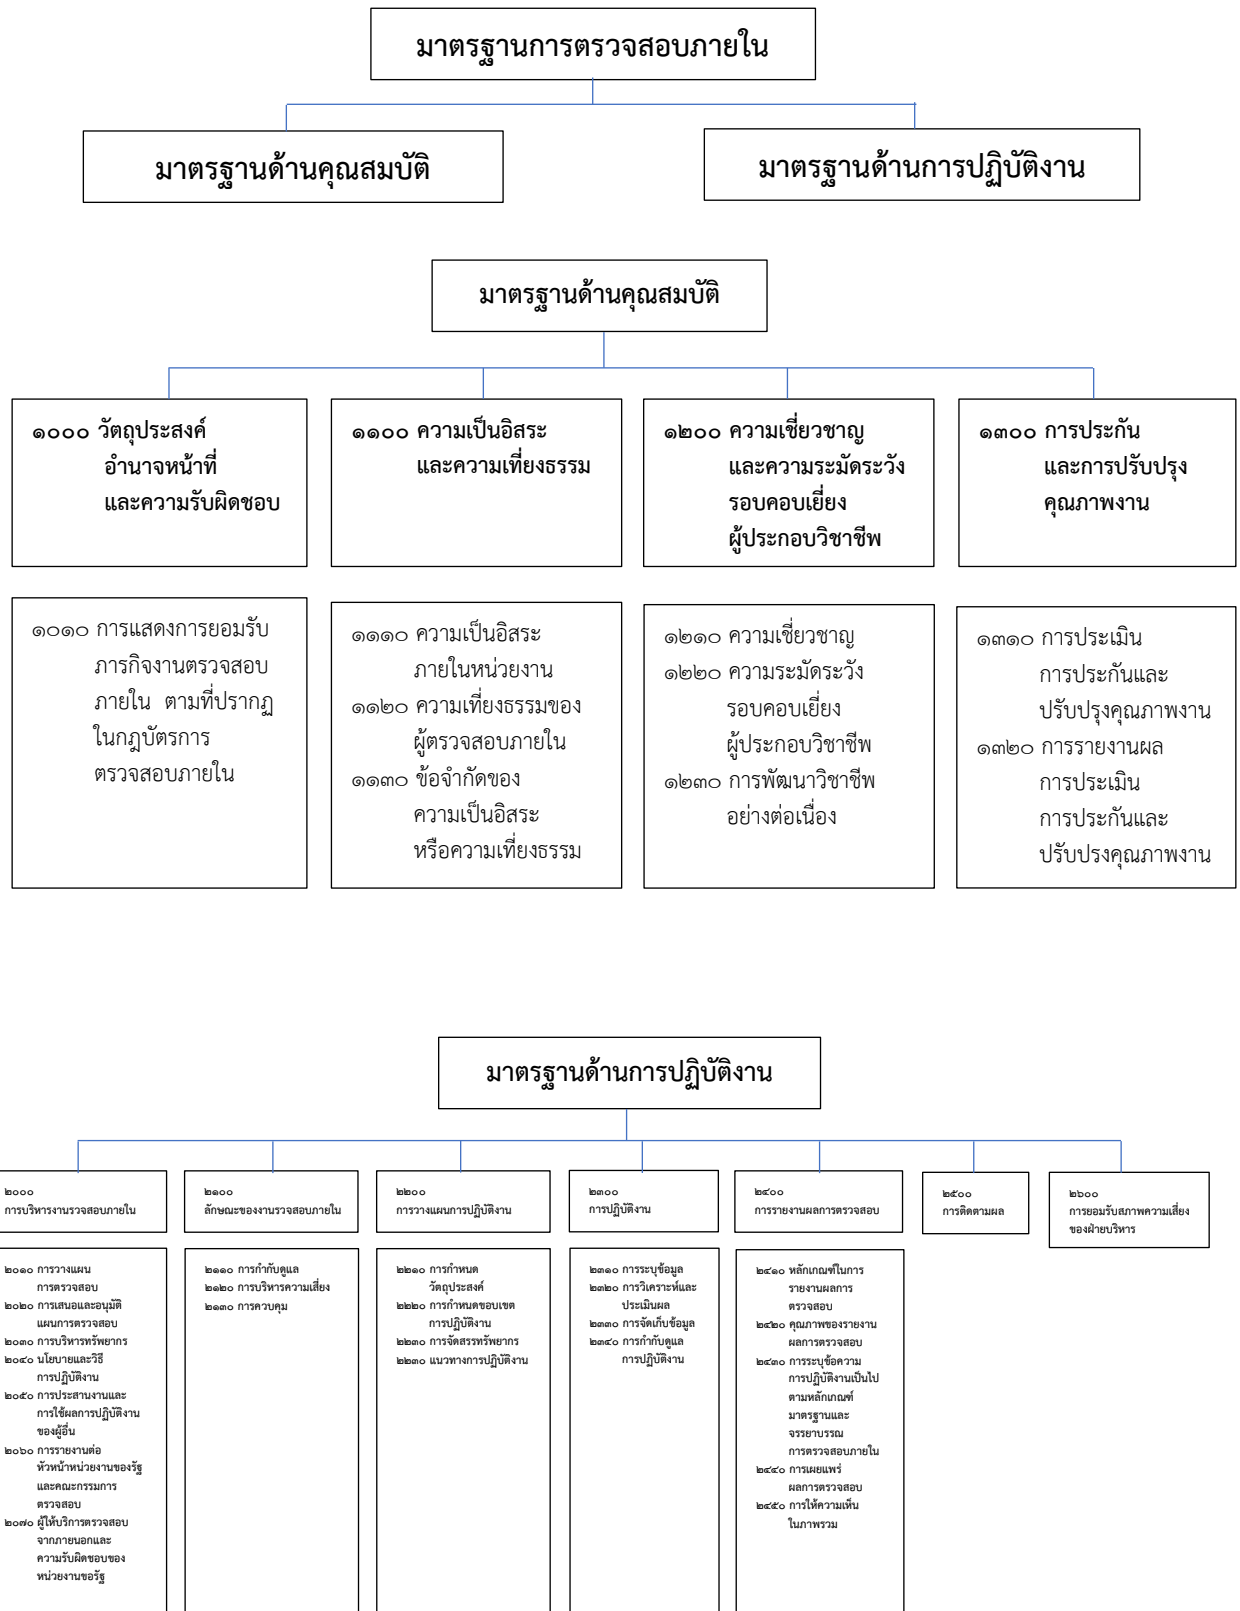 มาตรฐานการตรวจสอบภายใน
มาตรฐานด้านคุณสมบัติ
มาตรฐานด้านการปฏิบัติงาน
มาตรฐานด้านคุณสมบัติ
๑๐๐๐ วัตถุประสงค์
อำนาจหน้าที่
และความรับผิดชอบ
๑๑๐๐ ความเป็นอิสระ
และความเที่ยงธรรม
๑๒๐๐ ความเชี่ยวชาญ
และความระมัดระวัง
รอบคอบเยี่ยง
ผู้ประกอบวิชาชีพ
๑๓๐๐ การประกัน
และการปรับปรุง
คุณภาพงาน
๑๐๑๐ การแสดงการยอมรับ
ภารกิจงานตรวจสอบ
ภายใน ตามที่ปรากฏ
ในกฎบัตรการ
ตรวจสอบภายใน
๑๑๑๐ ความเป็นอิสระ
ภายในหน่วยงาน
๑๑๒๐ ความเที่ยงธรรมของ
ผู้ตรวจสอบภายใน
๑๑๓๐ ข้อจำกัดของ
ความเป็นอิสระ
หรือความเที่ยงธรรม
๑๒๑๐ ความเชี่ยวชาญ
๑๒๒๐ ความระมัดระวัง
รอบคอบเยี่ยง
ผู้ประกอบวิชาชีพ
๑๒๓๐ การพัฒนาวิชาชีพ
อย่างต่อเนื่อง
๑๓๑๐ การประเมิน
การประกันและ
ปรับปรุงคุณภาพงาน
๑๓๒๐ การรายงานผล
การประเมิน
การประกันและ
ปรับปรงคุณภาพงาน
มาตรฐานด้านการปฏิบัติงาน
๒๐๐๐
การบริหารงานรวจสอบภายใน
๒๑๐๐
ลักษณะของงานรวจสอบภายใน
๒๒๐๐
การวางแผนการปฏิบัติงาน
๒๓๐๐
การปฏิบัติงาน
๒๔๐๐
การรายงานผลการตรวจสอบ
๒๕๐๐
การติดตามผล
๒๖๐๐
การยอมรับสภาพความเสี่ยง
ของฝ่ายบริหาร
๒๐๑๐ การวางแผน
การตรวจสอบ
๒๐๒๐ การเสนอและอนุมัติ
แผนการตรวจสอบ
๒๐๓๐ การบริหารทรัพยากร
๒๐๔๐ นโยบายและวิธี
การปฏิบัติงาน
๒๐๕๐ การประสานงานและ
การใช้ผลการปฏิบัติงาน
ของผู้อื่น
๒๐๖๐ การรายงานต่อ
หัวหน้าหน่วยงานของรัฐ
และคณะกรรมการ
ตรวจสอบ
๒๐๗๐ ผู้ให้บริการตรวจสอบ
จากภายนอกและ
ความรับผิดชอบของ
หน่วยงานขอรัฐ
๒๑๑๐ การกำกับดูแล
๒๑๒๐ การบริหารความเสี่ยง
๒๑๓๐ การควบคุม
๒๒๑๐ การกำหนด
วัตถุประสงค์
๒๒๒๐ การกำหนดขอบเขต
การปฏิบัติงาน
๒๒๓๐ การจัดสรรทรัพยากร
๒๒๓๐ แนวทางการปฏิบัติงาน
๒๓๑๐ การระบุข้อมูล
๒๓๒๐ การวิเคราะห์และ
ประเมินผล
๒๓๓๐ การจัดเก็บข้อมูล
๒๓๔๐ การกำกับดูแล
การปฏิบัติงาน
๒๔๑๐ หลักเกณฑ์ในการ
รายงานผลการ
ตรวจสอบ
๒๔๒๐ คุณภาพของรายงาน
ผลการตรวจสอบ
๒๔๓๐ การระบุข้อความ
การปฏิบัติงานเป็นไป
ตามหลักเกณฑ์
มาตรฐานและ
จรรยาบรรณ
การตรวจสอบภายใน
๒๔๔๐ การเผยแพร่
ผลการตรวจสอบ
๒๔๕๐ การให้ความเห็น
ในภาพรวม